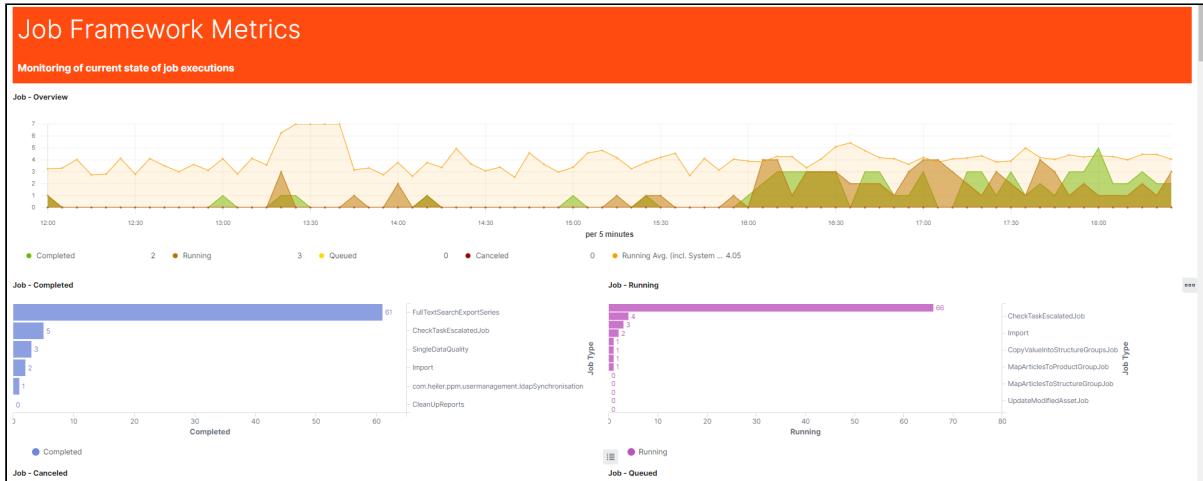 Job Framework Metrics
Monitoring of current state of job executions
Job - Overview
7
6
5
4
3
2
1
0
12:00 12:30 13:00 13:30 14:00 14:30 15:00 15:30 16:00 16:30 17:00 17:30 18:00
per 5 minutes
Completed 2 Running 3 Queued 0 Canceled 0 Running Avg. (incl. System ... 4.05
Job - Completed
61
5
3
2
1
0
FullTextSearchExportSeries
CheckTaskEscalatedJob
SingleDataQuality
Import
com.heiler.ppm.usermanagement.ldapSynchronisation
CleanUpReports
Job Type
0 10 20 30 40 50 60
Completed
Completed
Job - Running
66
4
3
2
1
1
1
1
0
0
0
0
CheckTaskEscalatedJob
Import
CopyValueIntoStructureGroupsJob
MapArticlesToProductGroupJob
MapArticlesToStructureGroupJob
UpdateModifiedAssetJob
Job Type
0 10 20 30 40 50 60 70 80
Running
Running
Job - Canceled
Job - Queued